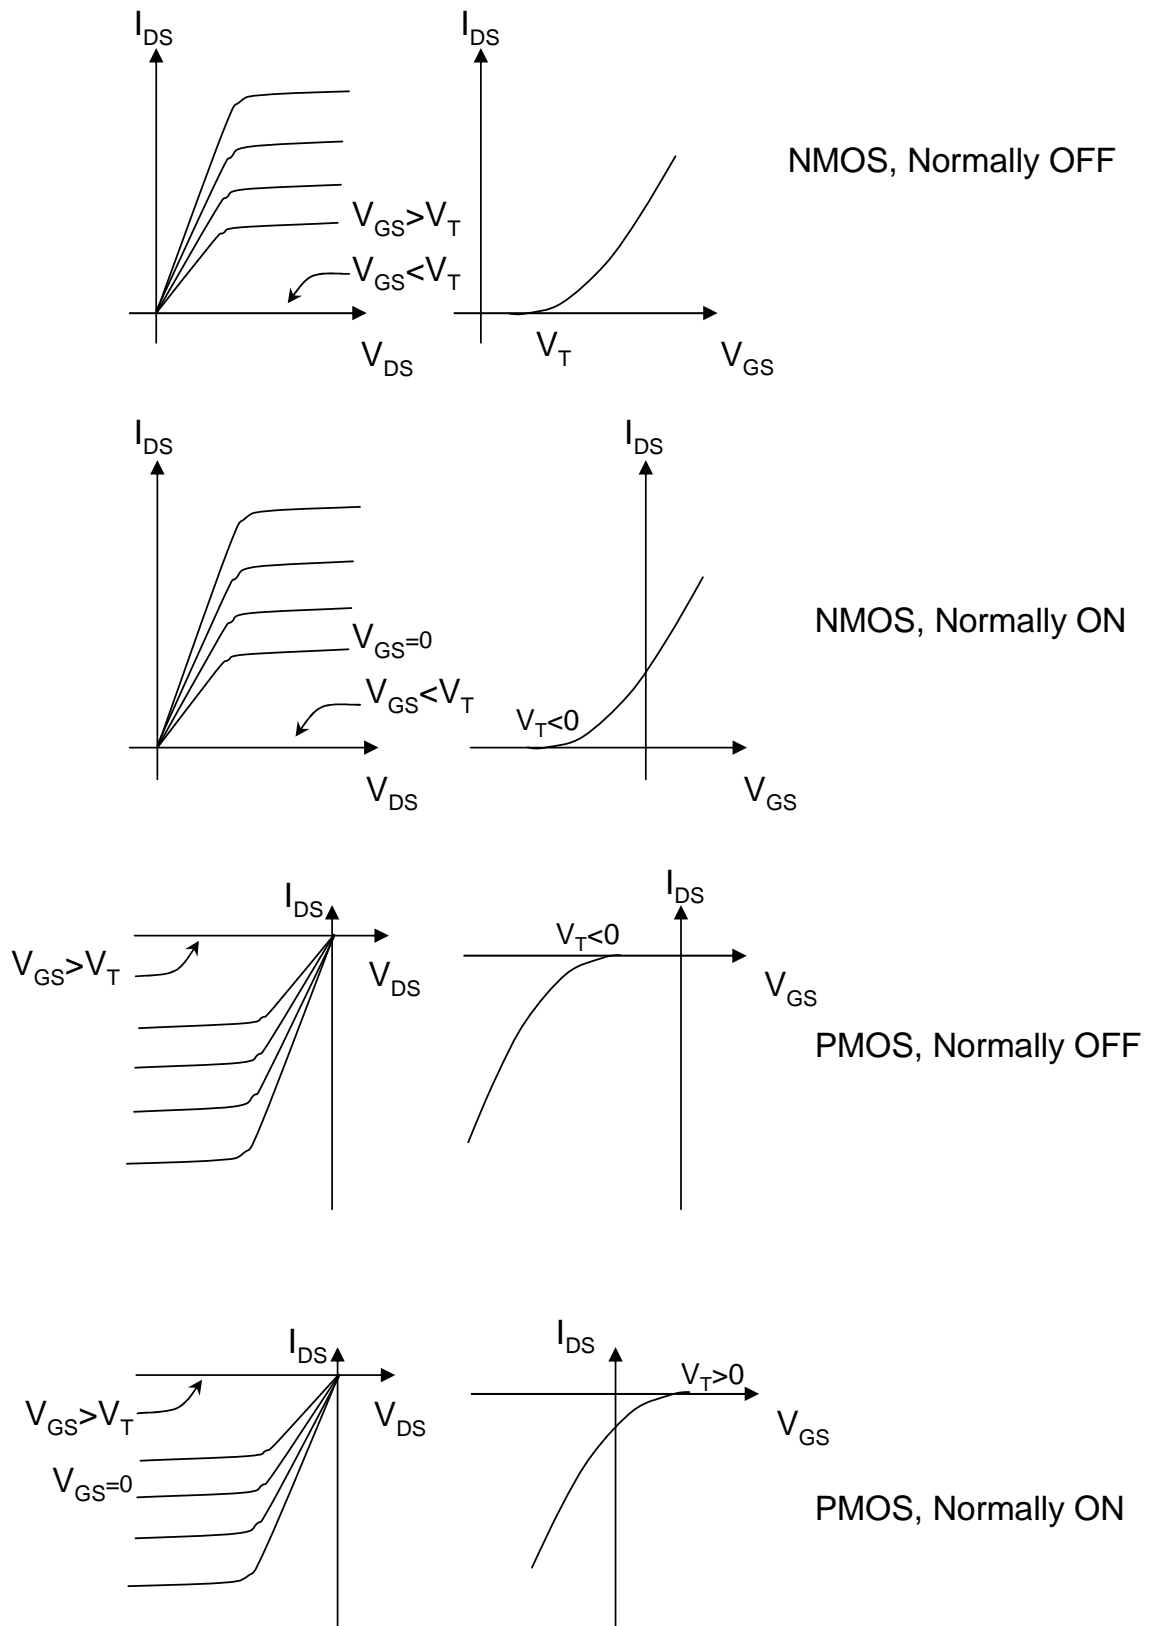 I_DS
I_DS
NMOS, Normally OFF
V_GS>V_T
V_GS<V_T
V_DS
V_T
V_GS
I_DS
I_DS
NMOS, Normally ON
V_GS=0
V_GS<V_T
V_T<0
V_DS
V_GS
I_DS
I_DS
V_T<0
V_GS>V_T
V_DS
V_GS
PMOS, Normally OFF
I_DS
I_DS
V_T>0
V_GS>V_T
V_DS
V_GS
V_GS=0
PMOS, Normally ON